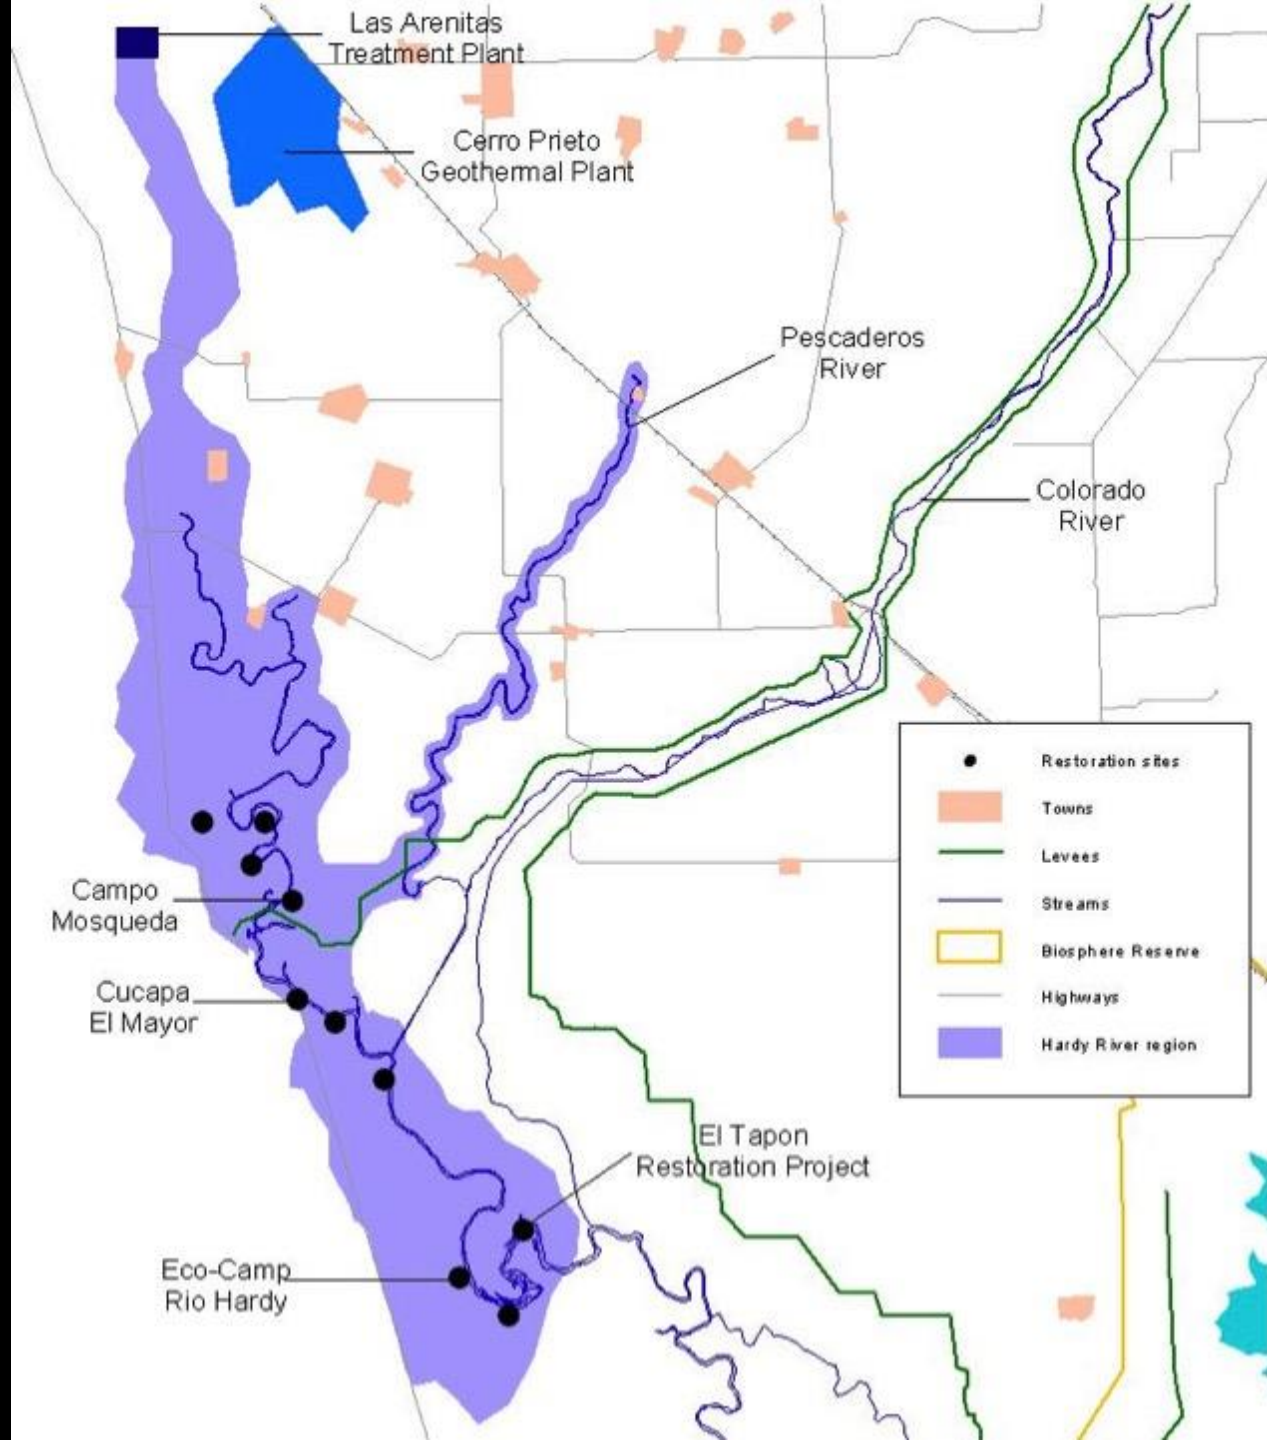 Las Arenitas
Treatment Plant
Cerro Prieto
Geothermal Plant
Pescaderos
River
Colorado
River
Restoration sites
Towns
Levees
Streams
Biosphere Reserve
Highways
Hardy River region
Campo
Mosqueda
Cucapa
El Mayor
El Tapon
Restoration Project
Eco-Camp
Rio Hardy